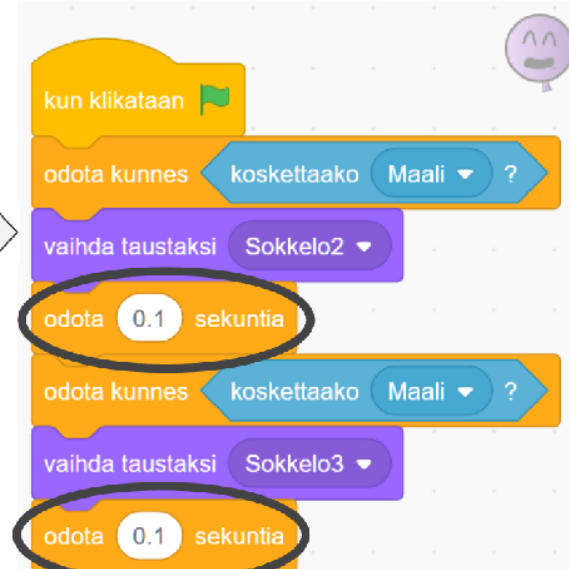 kun klikataan
odota kunnes koskettaako Maali ?
vaihda taustaksi Sokkelo2
odota 0.1 sekuntia
odota kunnes koskettaako Maali ?
vaihda taustaksi Sokkelo3
odota 0.1 sekuntia